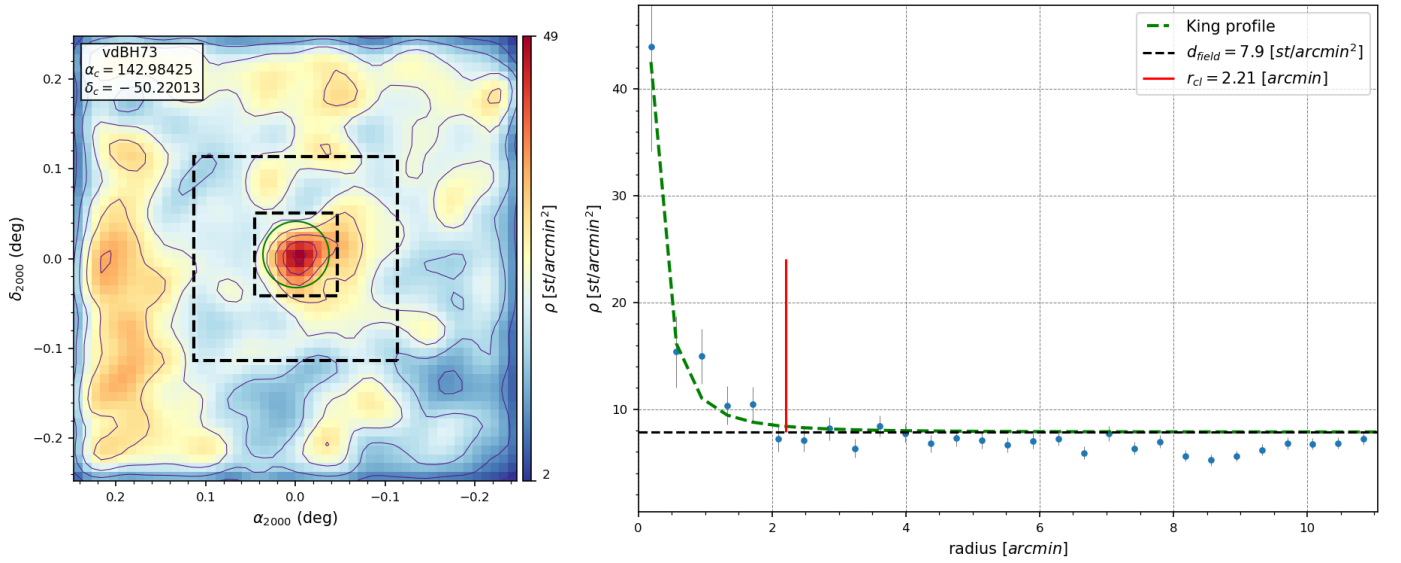 vdBH73
α_c = 142.98425
δ_c = −50.22013
0.2
0.1
0.0
−0.1
−0.2
0.2
0.1
0.0
−0.1
−0.2
δ_2000 (deg)
α_2000 (deg)
49
2
ρ [st/arcmin²]
King profile
d_field = 7.9 [st/arcmin²]
r_cl = 2.21 [arcmin]
40
30
20
10
0
2
4
6
8
10
ρ [st/arcmin²]
radius [arcmin]